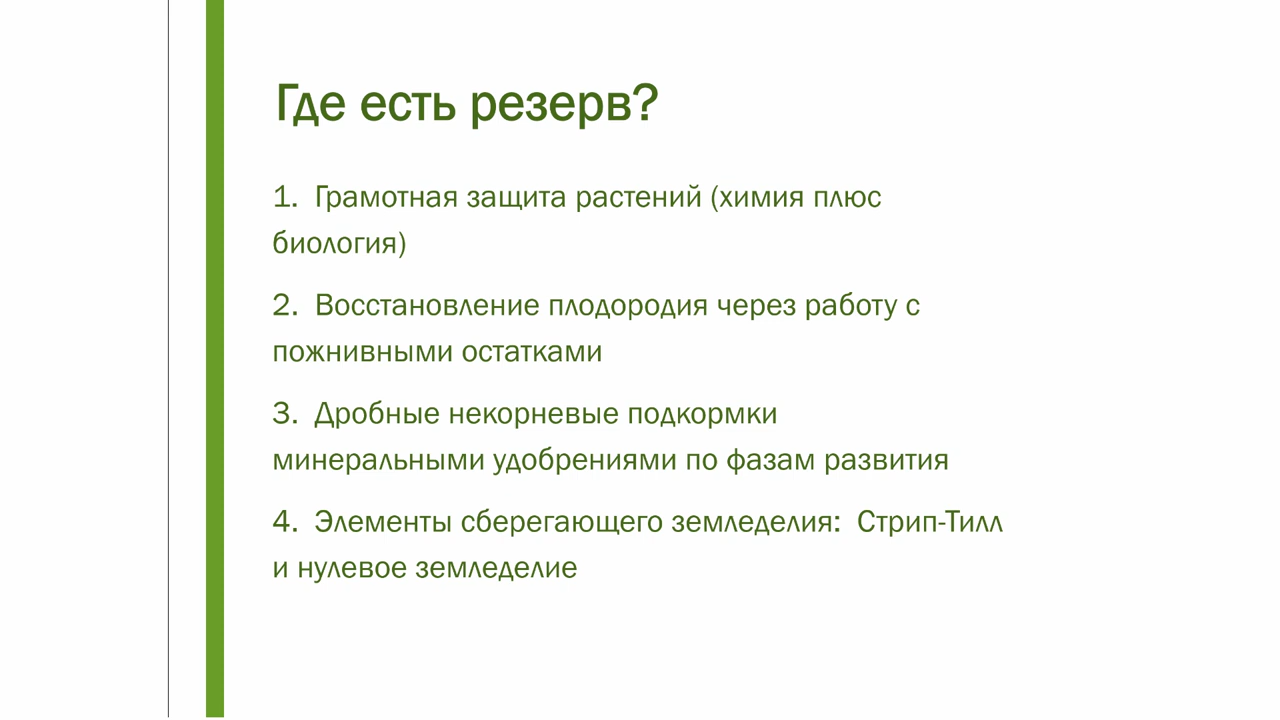 Где есть резерв?
1. Грамотная защита растений (химия плюс
биология)
2. Восстановление плодородия через работу с
пожнивными остатками
3. Дробные некорневые подкормки
минеральными удобрениями по фазам развития
4. Элементы сберегающего земледелия: Стрип-Тилл
и нулевое земледелие